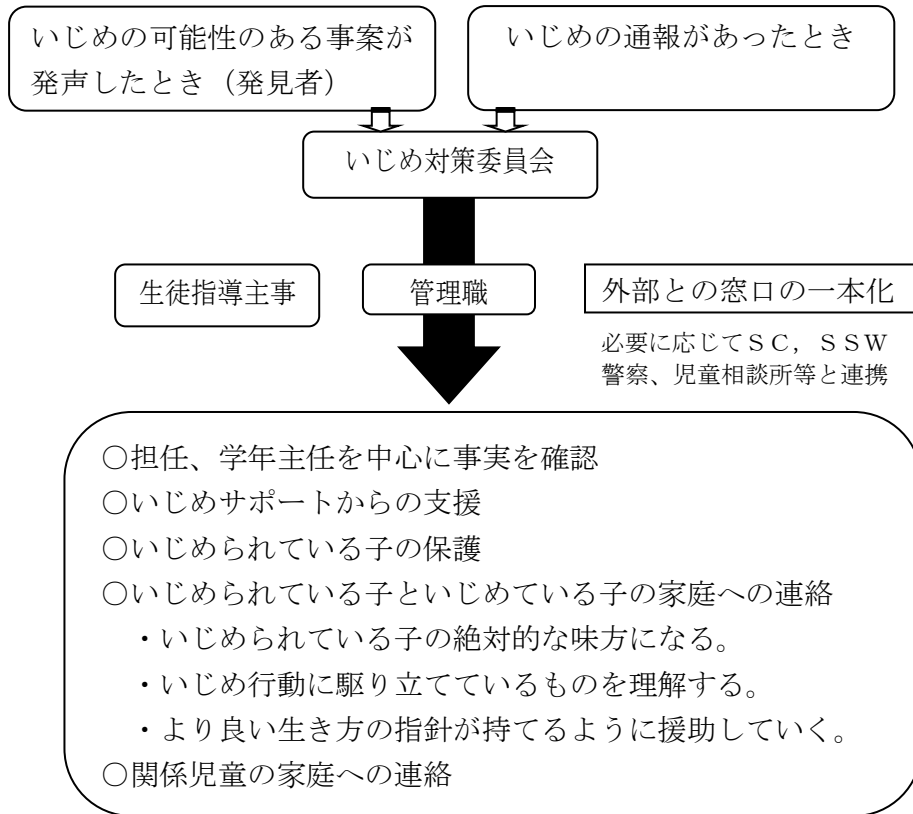 いじめの可能性のある事案が
発声したとき（発見者）
いじめの通報があったとき
いじめ対策委員会
生徒指導主事
管理職
外部との窓口の一本化
必要に応じてＳＣ，ＳＳＷ
警察、児童相談所等と連携
○担任、学年主任を中心に事実を確認
○いじめサポートからの支援
○いじめられている子の保護
○いじめられている子といじめている子の家庭への連絡
・いじめられている子の絶対的な味方になる。
・いじめ行動に駆り立てているものを理解する。
・より良い生き方の指針が持てるように援助していく。
○関係児童の家庭への連絡